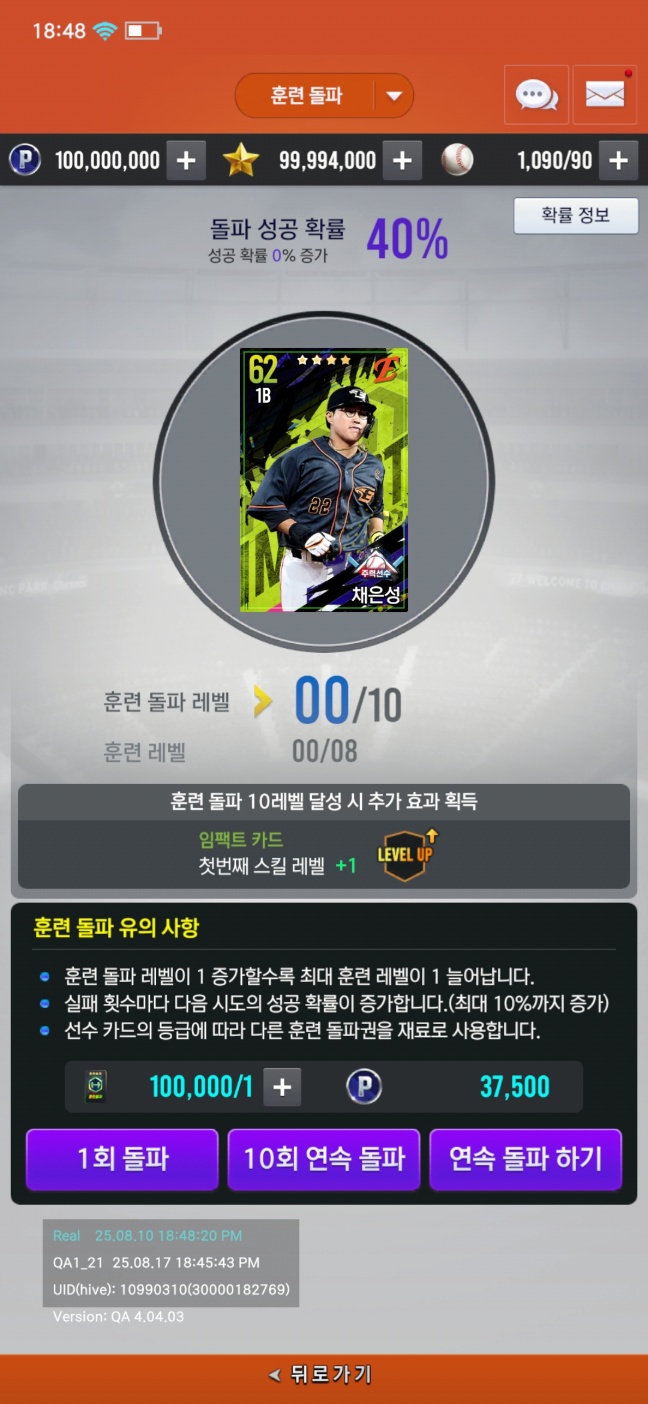 18:48
훈련 돌파
P 100,000,000 + 99,994,000 + 1,090/90 +
확률 정보
돌파 성공 확률 40%
성공 확률 0% 증가
62
1B
E
22
E
주력선수
채은성
훈련 돌파 레벨 00/10
훈련 레벨 00/08
훈련 돌파 10레벨 달성 시 추가 효과 획득
임팩트 카드
첫번째 스킬 레벨 +1
LEVEL UP
훈련 돌파 유의 사항
훈련 돌파 레벨이 1 증가할수록 최대 훈련 레벨이 1 늘어납니다.
실패 횟수마다 다음 시도의 성공 확률이 증가합니다.(최대 10%까지 증가)
선수 카드의 등급에 따라 다른 훈련 돌파권을 재료로 사용합니다.
100,000/1 + P 37,500
1회 돌파 10회 연속 돌파 연속 돌파 하기
Real 25.08.10 18:48:20 PM
QA1_21 25.08.17 18:45:43 PM
UID(hive): 10990310(30000182769)
Version: QA 4.04.03
뒤로가기